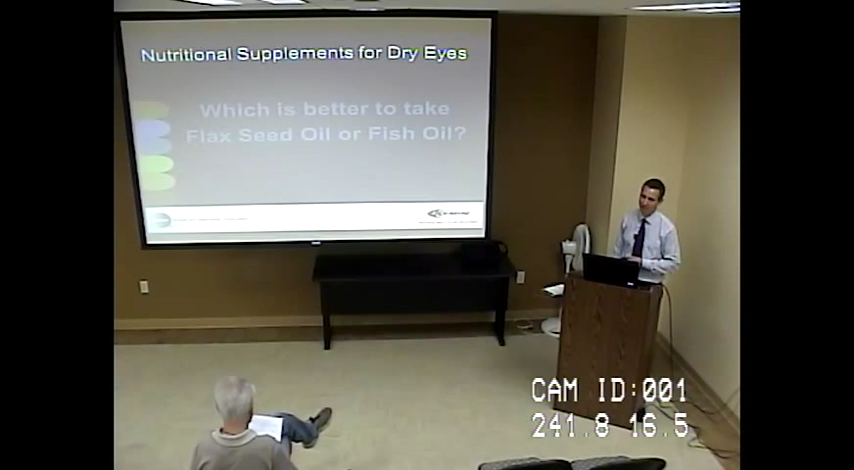 Nutritional Supplements for Dry Eyes
Which is better to take
Flax Seed Oil or Fish Oil?
CAM ID:001
241.8 16.5